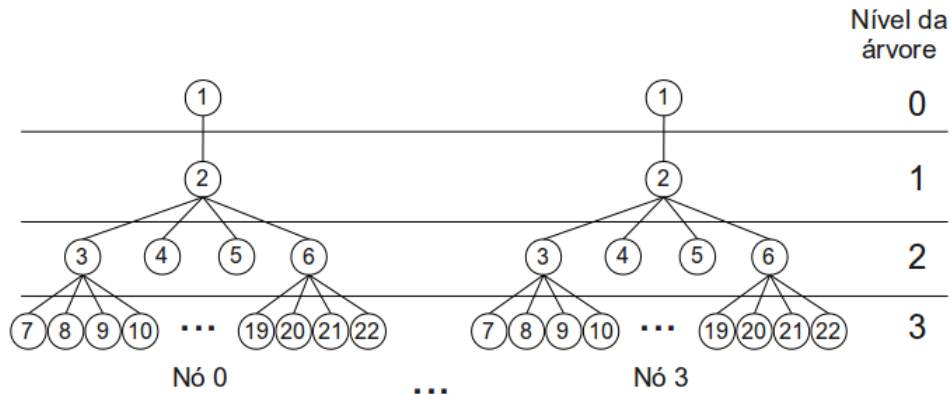 Nível da
árvore
1 1 0
2 2 1
3 4 5 6 3 4 5 6 2
7 8 9 10 ... 19 20 21 22 7 8 9 10 ... 19 20 21 22 3
Nó 0 ... Nó 3